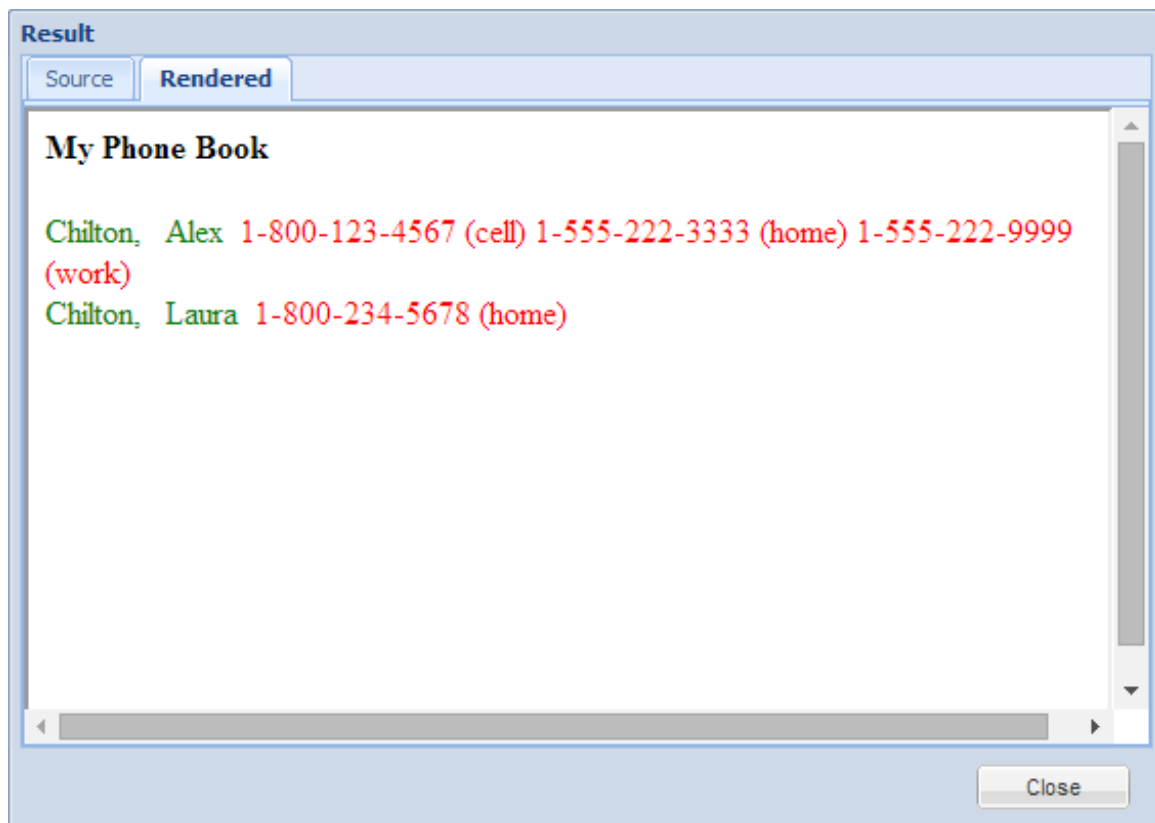 Result
Source Rendered
My Phone Book
Chilton, Alex 1-800-123-4567 (cell) 1-555-222-3333 (home) 1-555-222-9999
(work)
Chilton, Laura 1-800-234-5678 (home)
Close